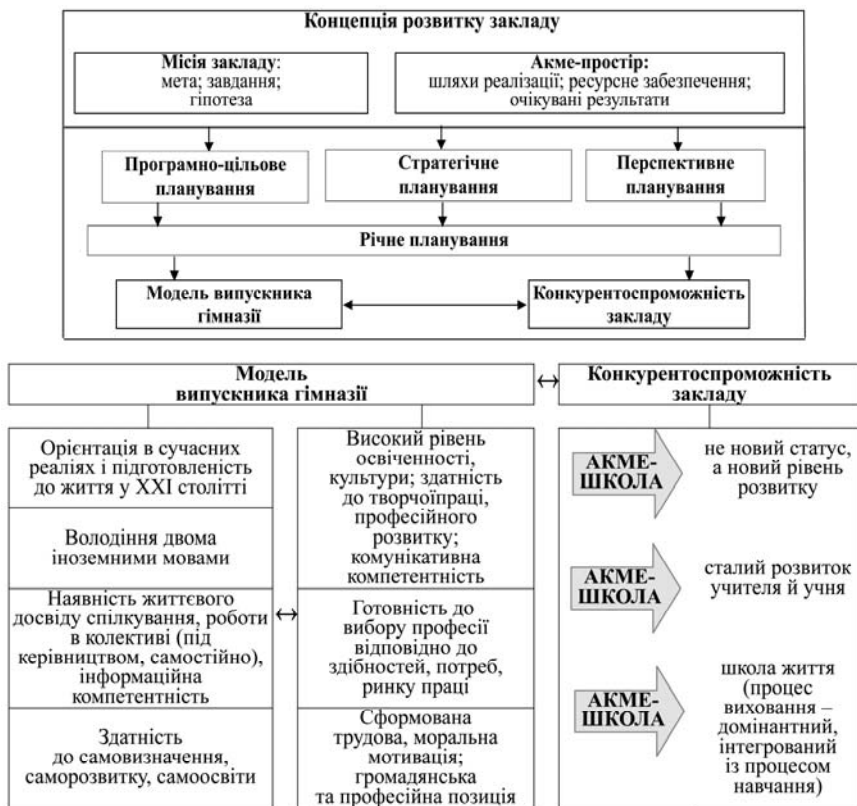 Концепція розвитку закладу
Місія закладу:
мета; завдання;
гіпотеза
Акме-простір:
шляхи реалізації; ресурсне забезпечення;
очікувані результати
Програмно-цільове
планування
Стратегічне
планування
Перспективне
планування
Річне планування
Модель випускника
гімназії
Конкурентоспроможність
закладу
Модель
випускника гімназії
Конкурентоспроможність
закладу
Орієнтація в сучасних
реаліях і підготовленість
до життя у XXI столітті
Володіння двома
іноземними мовами
Наявність життєвого
досвіду спілкування, роботи
в колективі (під
керівництвом, самостійно),
інформаційна
компетентність
Здатність
до самовизначення,
саморозвитку, самоосвіти
Високий рівень
освіченності,
культури; здатність
до творчоїпраці,
професійного
розвитку;
комунікативна
компетентність
Готовність до
вибору професії
відповідно до
здібностей, потреб,
ринку праці
Сформована
трудова, моральна
мотивація;
громадянська
та професійна позиція
АКМЕ-
ШКОЛА
не новий статус,
а новий рівень
розвитку
АКМЕ-
ШКОЛА
сталий розвиток
учителя й учня
АКМЕ-
ШКОЛА
школа життя
(процес
виховання –
домінантний,
інтегрований
із процесом
навчання)